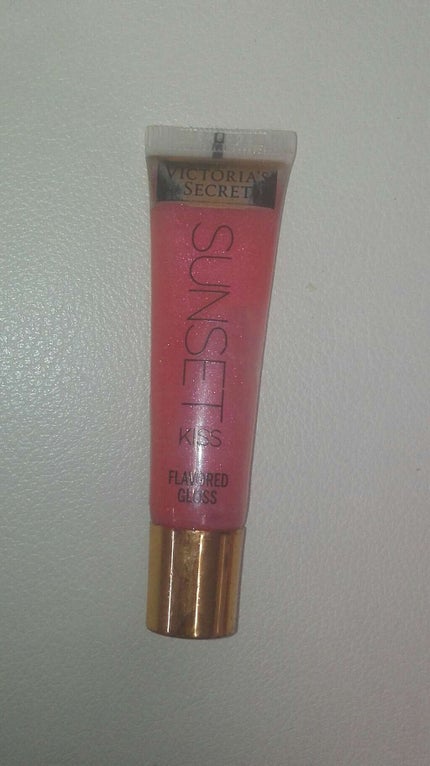 VICTORIA'S
SECRET
SUNSET
KISS
FLAVORED
GLOSS